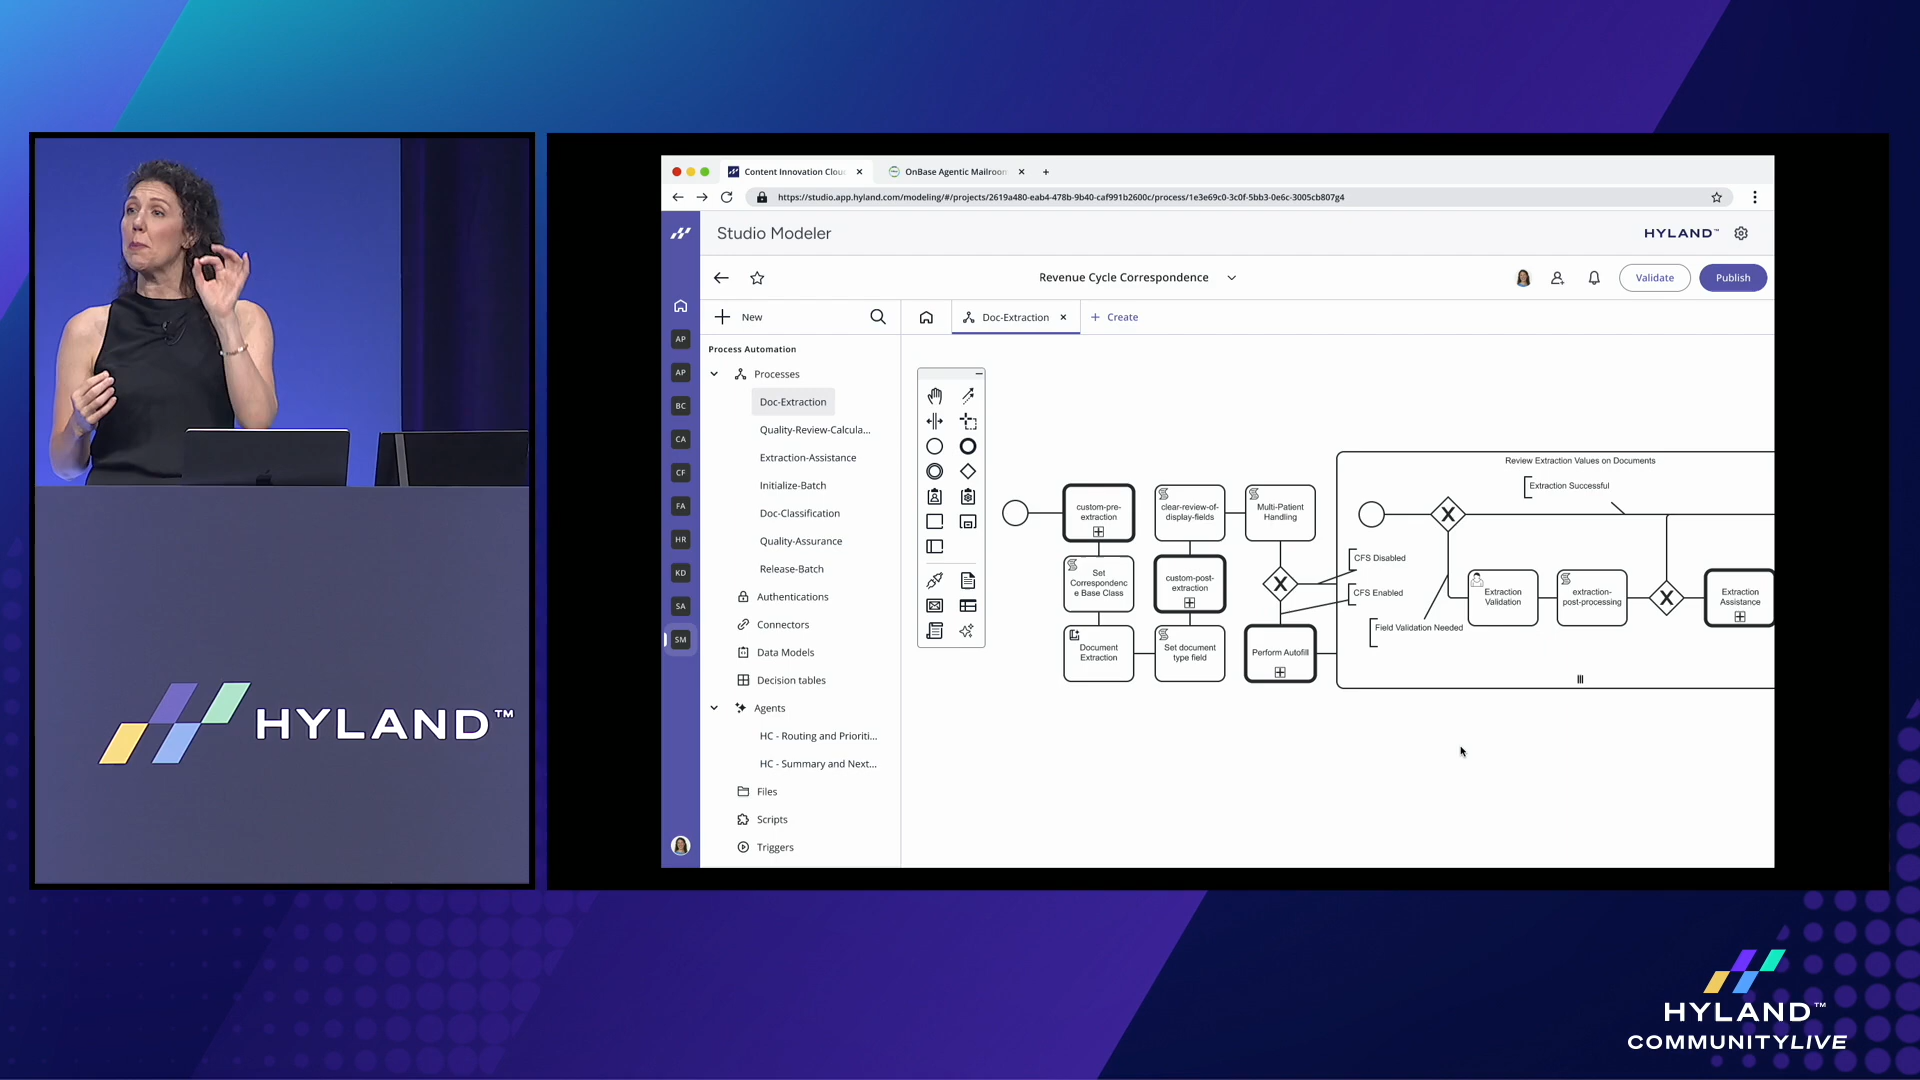 Content Innovation Clou
OnBase Agentic Mailroom
https://studio.app.hyland.com/modeling/#/projects/2619a480-eab4-478b-9b40-caf991b2600c/process/1e3e69c0-3c0f-5bb3-0e6c-3005cb807g4
Studio Modeler
HYLAND™
Revenue Cycle Correspondence
Validate
Publish
New
Doc-Extraction
Create
AP
AP
BC
CA
CF
FA
HR
KD
SA
SM
Process Automation
Processes
Doc-Extraction
Quality-Review-Calcula...
Extraction-Assistance
Initialize-Batch
Doc-Classification
Quality-Assurance
Release-Batch
Authentications
Connectors
Data Models
Decision tables
Agents
HC - Routing and Prioriti...
HC - Summary and Next...
Files
Scripts
Triggers
custom-pre-
extraction
Set
Correspondenc
e Base Class
Document
Extraction
clear-review-of-
display-fields
custom-post-
extraction
Set document
type field
Multi-Patient
Handling
X
Perform Autofill
Review Extraction Values on Documents
Extraction Successful
X
CFS Disabled
CFS Enabled
Field Validation Needed
Extraction
Validation
extraction-
post-processing
X
Extraction
Assistance
HYLAND™
HYLAND™
COMMUNITYLIVE